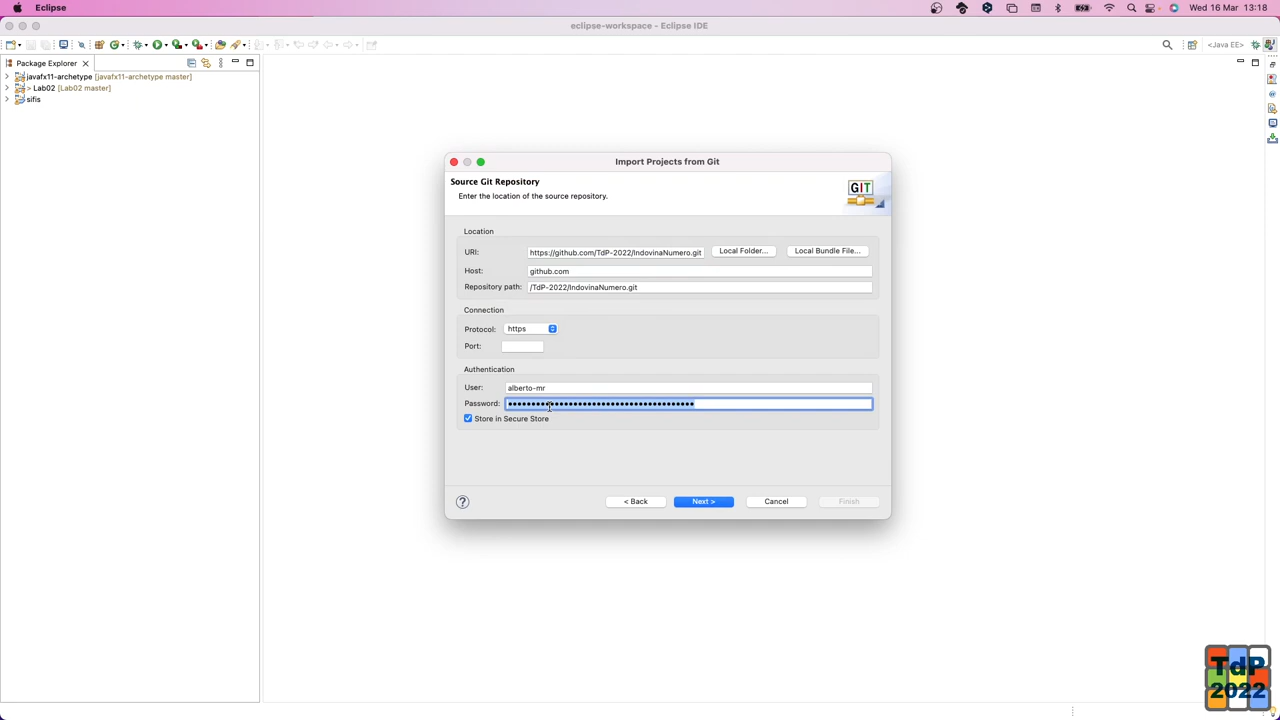 Eclipse
Wed 16 Mar 13:18
eclipse-workspace - Eclipse IDE
<Java EE>
Package Explorer
javafx11-archetype [javafx11-archetype master]
> Lab02 [Lab02 master]
sifis
Import Projects from Git
Source Git Repository
Enter the location of the source repository.
GIT
Location
URI: https://github.com/TdP-2022/IndovinaNumero.git Local Folder... Local Bundle File...
Host: github.com
Repository path: /TdP-2022/IndovinaNumero.git
Connection
Protocol: https
Port:
Authentication
User: alberto-mr
Password: ••••••••••••••••••••••••••••••••••••••••
Store in Secure Store
? < Back Next > Cancel Finish
TdP
2022